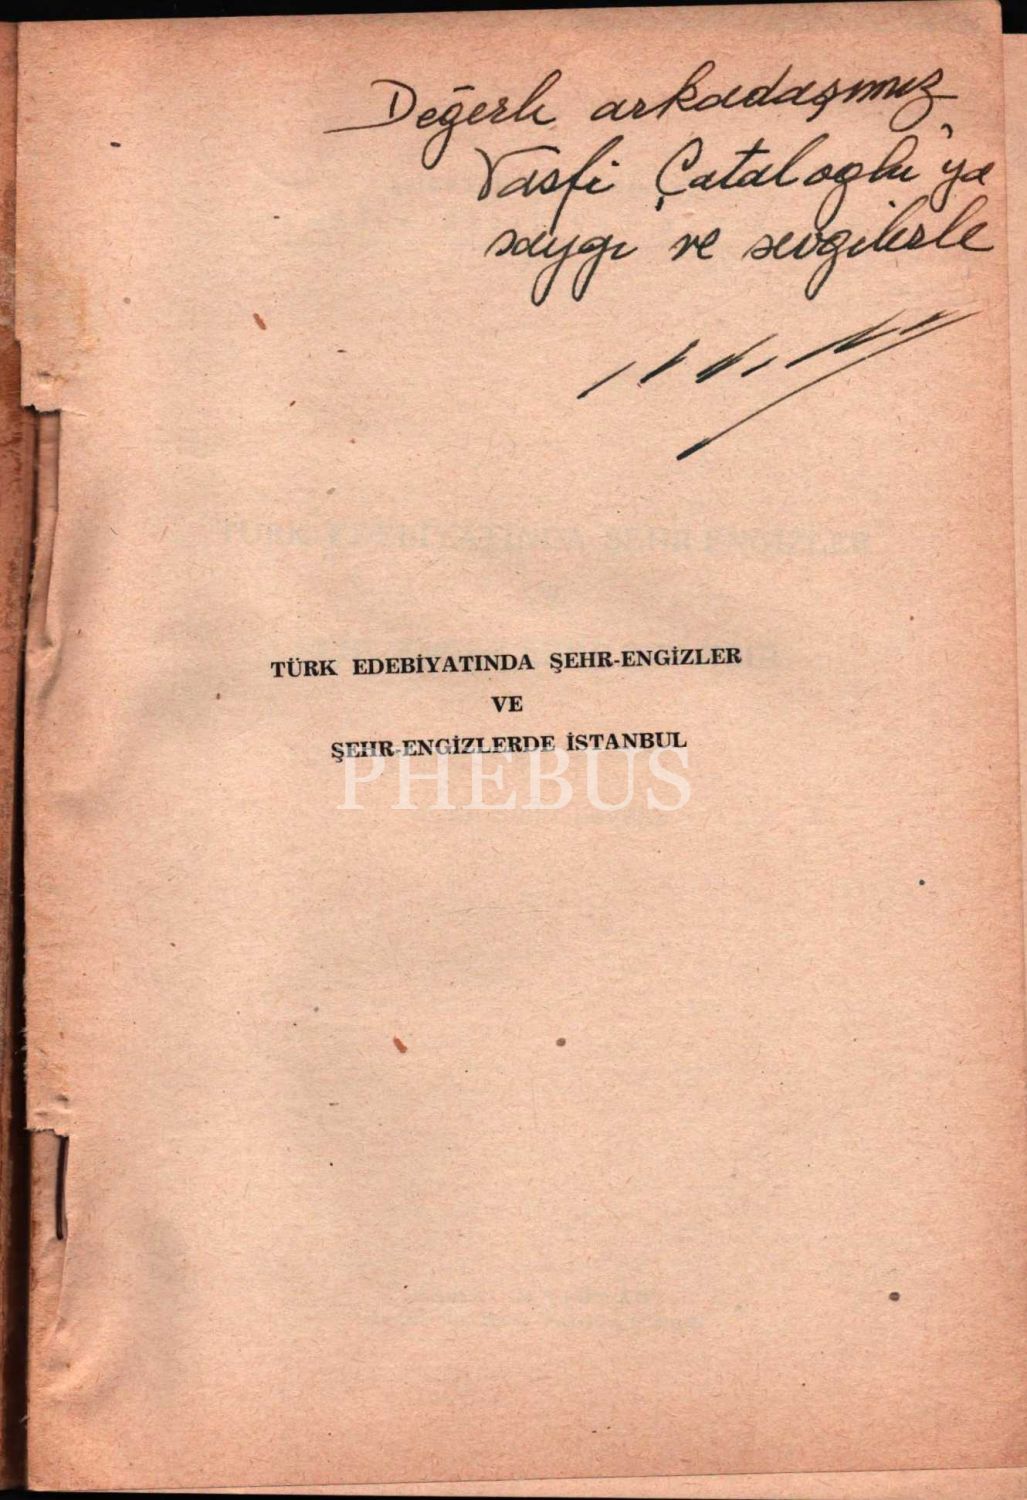 Değerli arkadaşımız
Vasfi Çataloglu'ya
saygı ve sevgilerle
TÜRK EDEBİYATINDA ŞEHR-ENGİZLER
VE
ŞEHR-ENGİZLERDE İSTANBUL
PHEBUS